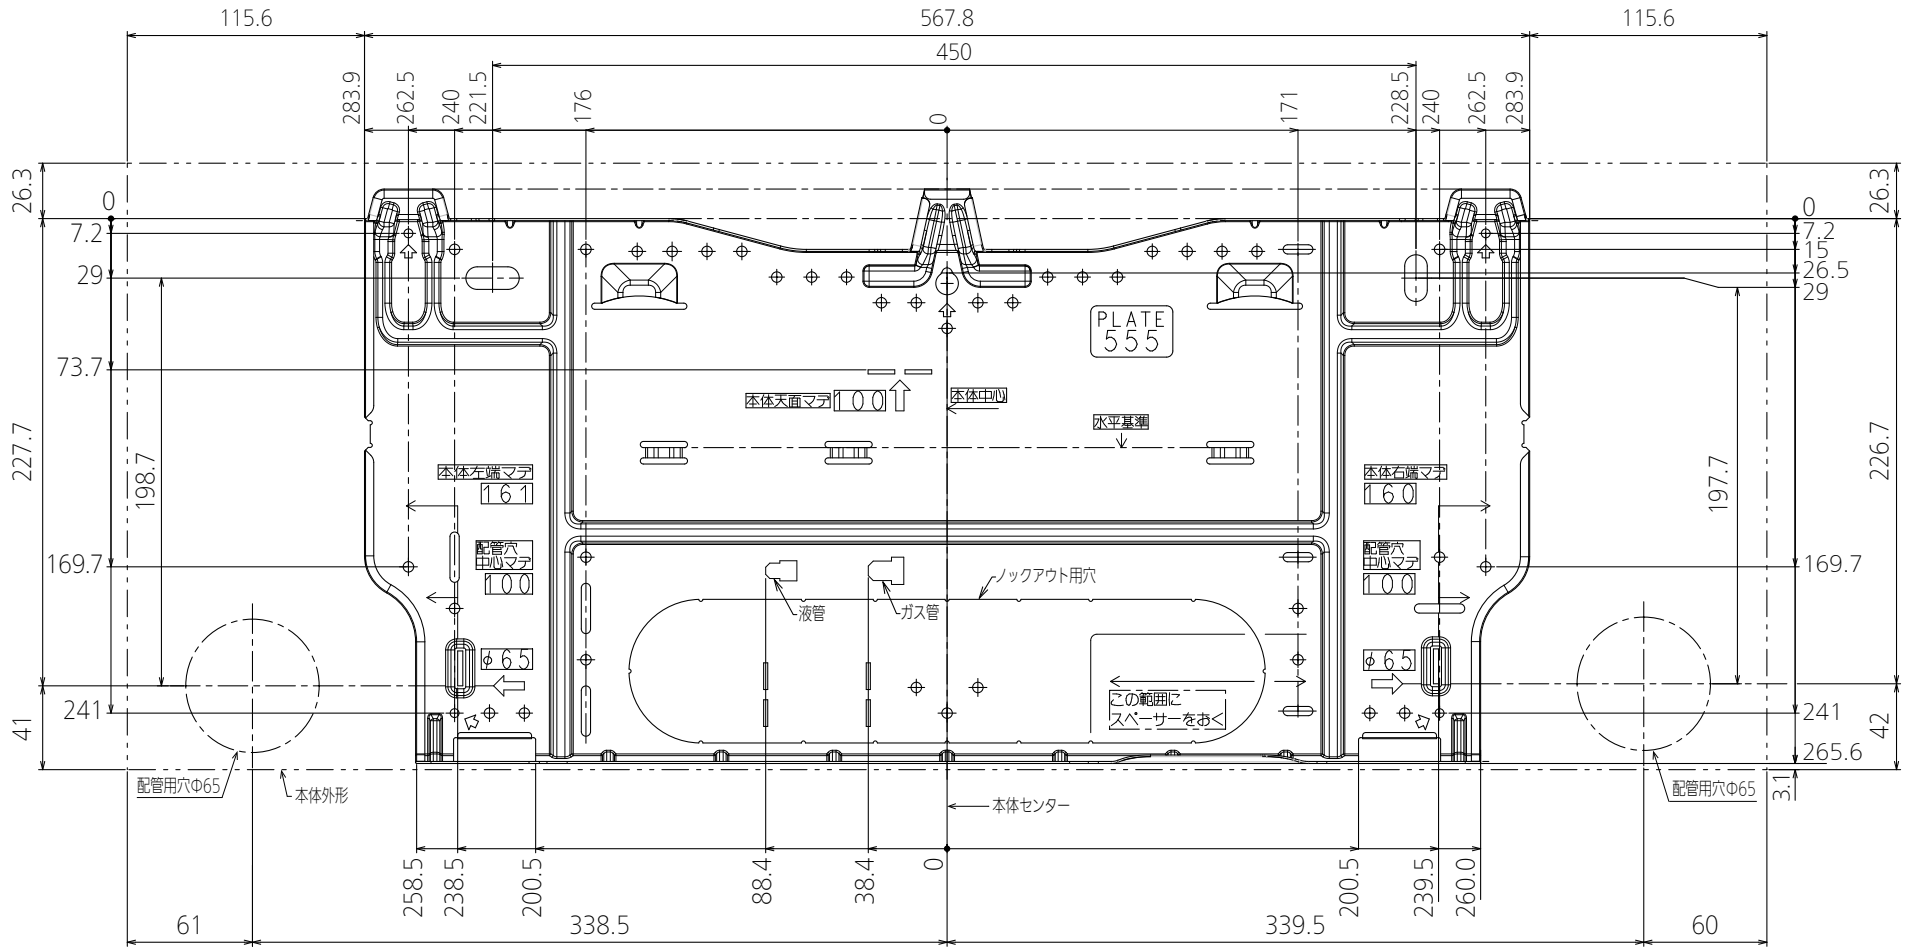 115.6
567.8
115.6
450
283.9
262.5
240
221.5
176
0
171
228.5
240
262.5
283.9
26.3
0
7.2
29
73.7
227.7
198.7
169.7
241
41
26.3
0
7.2
15
26.5
29
226.7
197.7
169.7
241
42
265.6
3.1
PLATE
555
本体天面マデ
100
本体中心
水平基準
本体左端マデ
161
本体右端マデ
160
配管穴
中心マデ
100
配管穴
中心マデ
100
液管
ガス管
ノックアウト用穴
φ65
φ65
この範囲に
スペーサーをおく
配管用穴Φ65
本体外形
本体センター
配管用穴Φ65
258.5
238.5
200.5
88.4
38.4
0
200.5
239.5
260.0
61
338.5
339.5
60